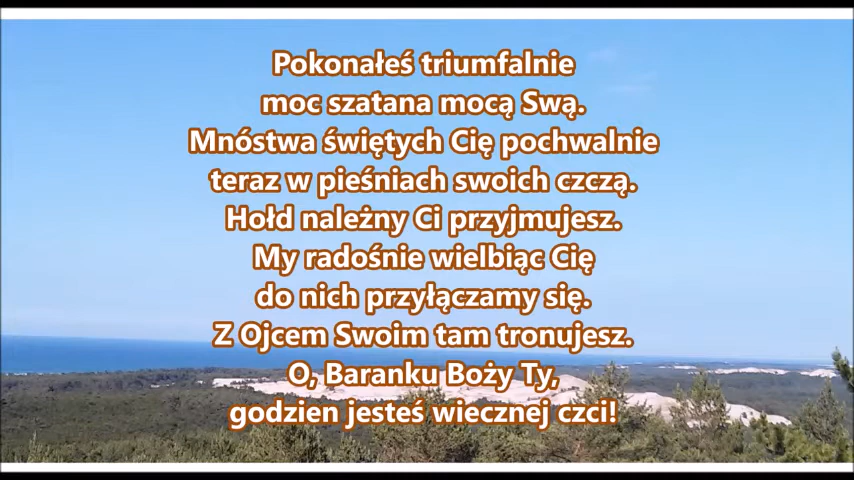 Pokonałeś triumfalnie
moc szatana mocą Swą.
Mnóstwa świętych Cię pochwalnie
teraz w pieśniach swoich czczą.
Hołd należny Ci przyjmujesz.
My radośnie wielbiąc Cię
do nich przyłączamy się.
Z Ojcem Swoim tam tronujesz.
O, Baranku Boży Ty,
godzien jesteś wiecznej czci!